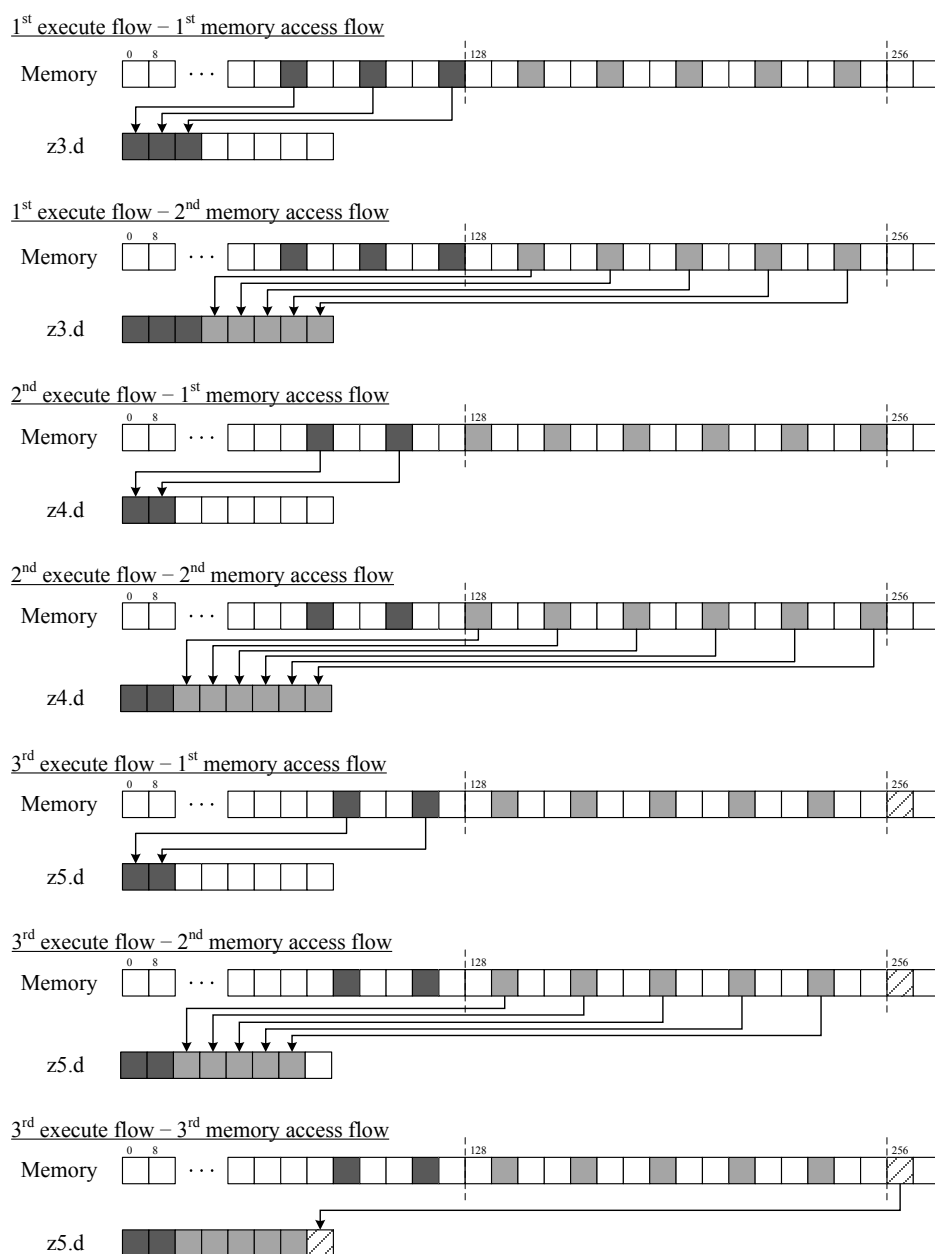 1st execute flow – 1st memory access flow
0 8 128 256
Memory ...
z3.d
1st execute flow – 2nd memory access flow
0 8 128 256
Memory ...
z3.d
2nd execute flow – 1st memory access flow
0 8 128 256
Memory ...
z4.d
2nd execute flow – 2nd memory access flow
0 8 128 256
Memory ...
z4.d
3rd execute flow – 1st memory access flow
0 8 128 256
Memory ...
z5.d
3rd execute flow – 2nd memory access flow
0 8 128 256
Memory ...
z5.d
3rd execute flow – 3rd memory access flow
0 8 128 256
Memory ...
z5.d